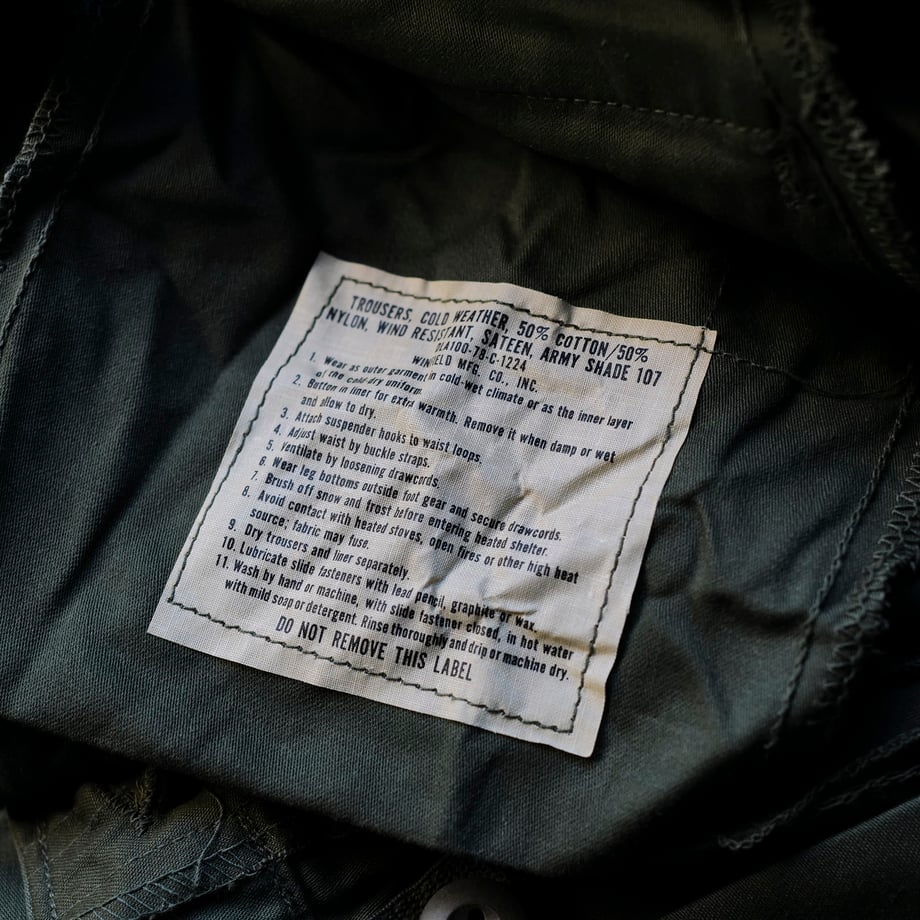 TROUSERS, COLD WEATHER, 50% COTTON/50%
NYLON, WIND RESISTANT, SATEEN, ARMY SHADE 107
DLA100-78-C-1224
WINFIELD MFG. CO., INC.
1. Wear as outer garment in cold-wet climate or as the inner layer
of the cold-dry uniform.
2. Button in liner for extra warmth. Remove it when damp or wet
and allow to dry.
3. Attach suspender hooks to waist loops.
4. Adjust waist by buckle straps.
5. Ventilate by loosening drawcords.
6. Wear leg bottoms outside foot gear and secure drawcords.
7. Brush off snow and frost before entering heated shelter.
8. Avoid contact with heated stoves, open fires or other high heat
source; fabric may fuse.
9. Dry trousers and liner separately.
10. Lubricate slide fasteners with lead pencil, graphite or wax.
11. Wash by hand or machine, with slide fastener closed, in hot water
with mild soap or detergent. Rinse thoroughly and drip or machine dry.
DO NOT REMOVE THIS LABEL